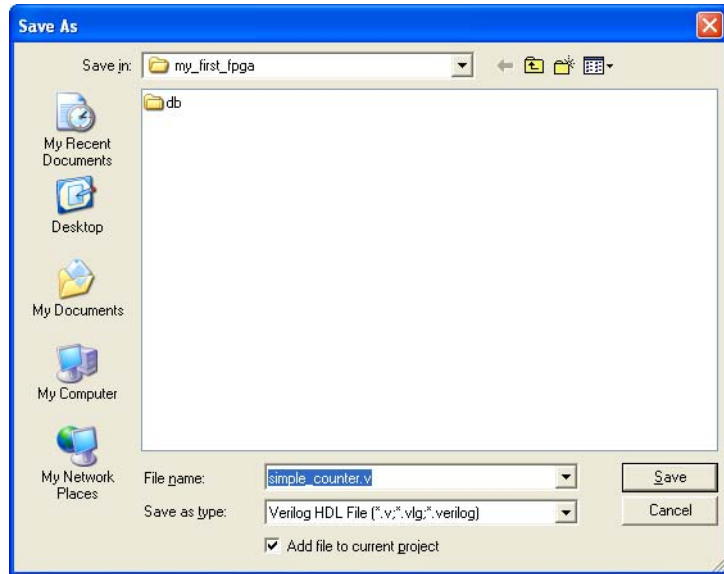 Save As
Save in:
my_first_fpga
db
My Recent
Documents
Desktop
My Documents
My Computer
My Network
Places
File name:
simple_counter.v
Save
Save as type:
Verilog HDL File (*.v;*.vlg;*.verilog)
Cancel
Add file to current project